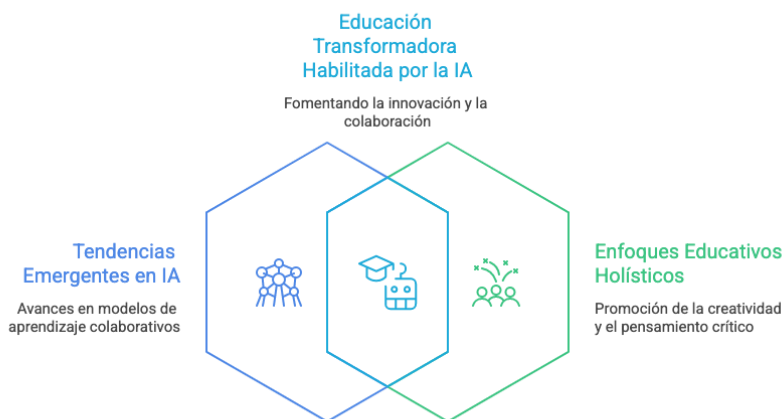 Educación
Transformadora
Habilitada por la IA
Fomentando la innovación y la
colaboración
Tendencias
Emergentes en IA
Avances en modelos de
aprendizaje colaborativos
Enfoques Educativos
Holísticos
Promoción de la creatividad
y el pensamiento crítico